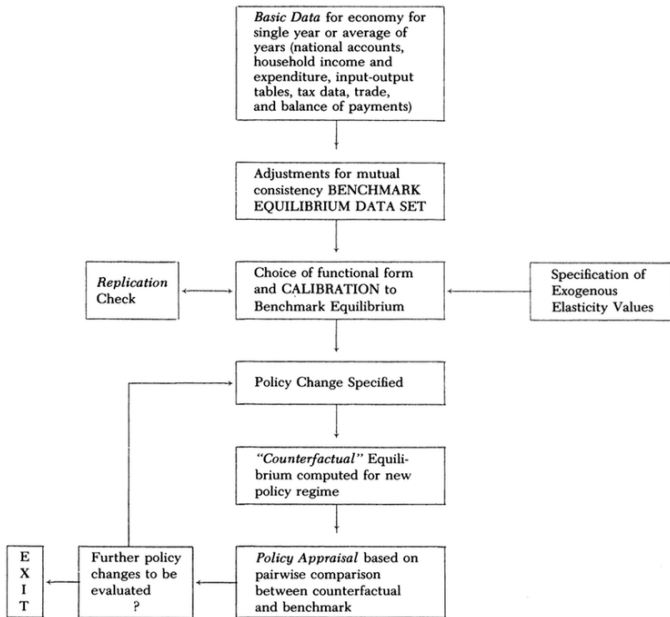 Basic Data for economy for
single year or average of
years (national accounts,
household income and
expenditure, input-output
tables, tax data, trade,
and balance of payments)
Adjustments for mutual
consistency BENCHMARK
EQUILIBRIUM DATA SET
Replication
Check
Choice of functional form
and CALIBRATION to
Benchmark Equilibrium
Specification of
Exogenous
Elasticity Values
Policy Change Specified
"Counterfactual" Equili-
brium computed for new
policy regime
Policy Appraisal based on
pairwise comparison
between counterfactual
and benchmark
Further policy
changes to be
evaluated
?
E
X
I
T